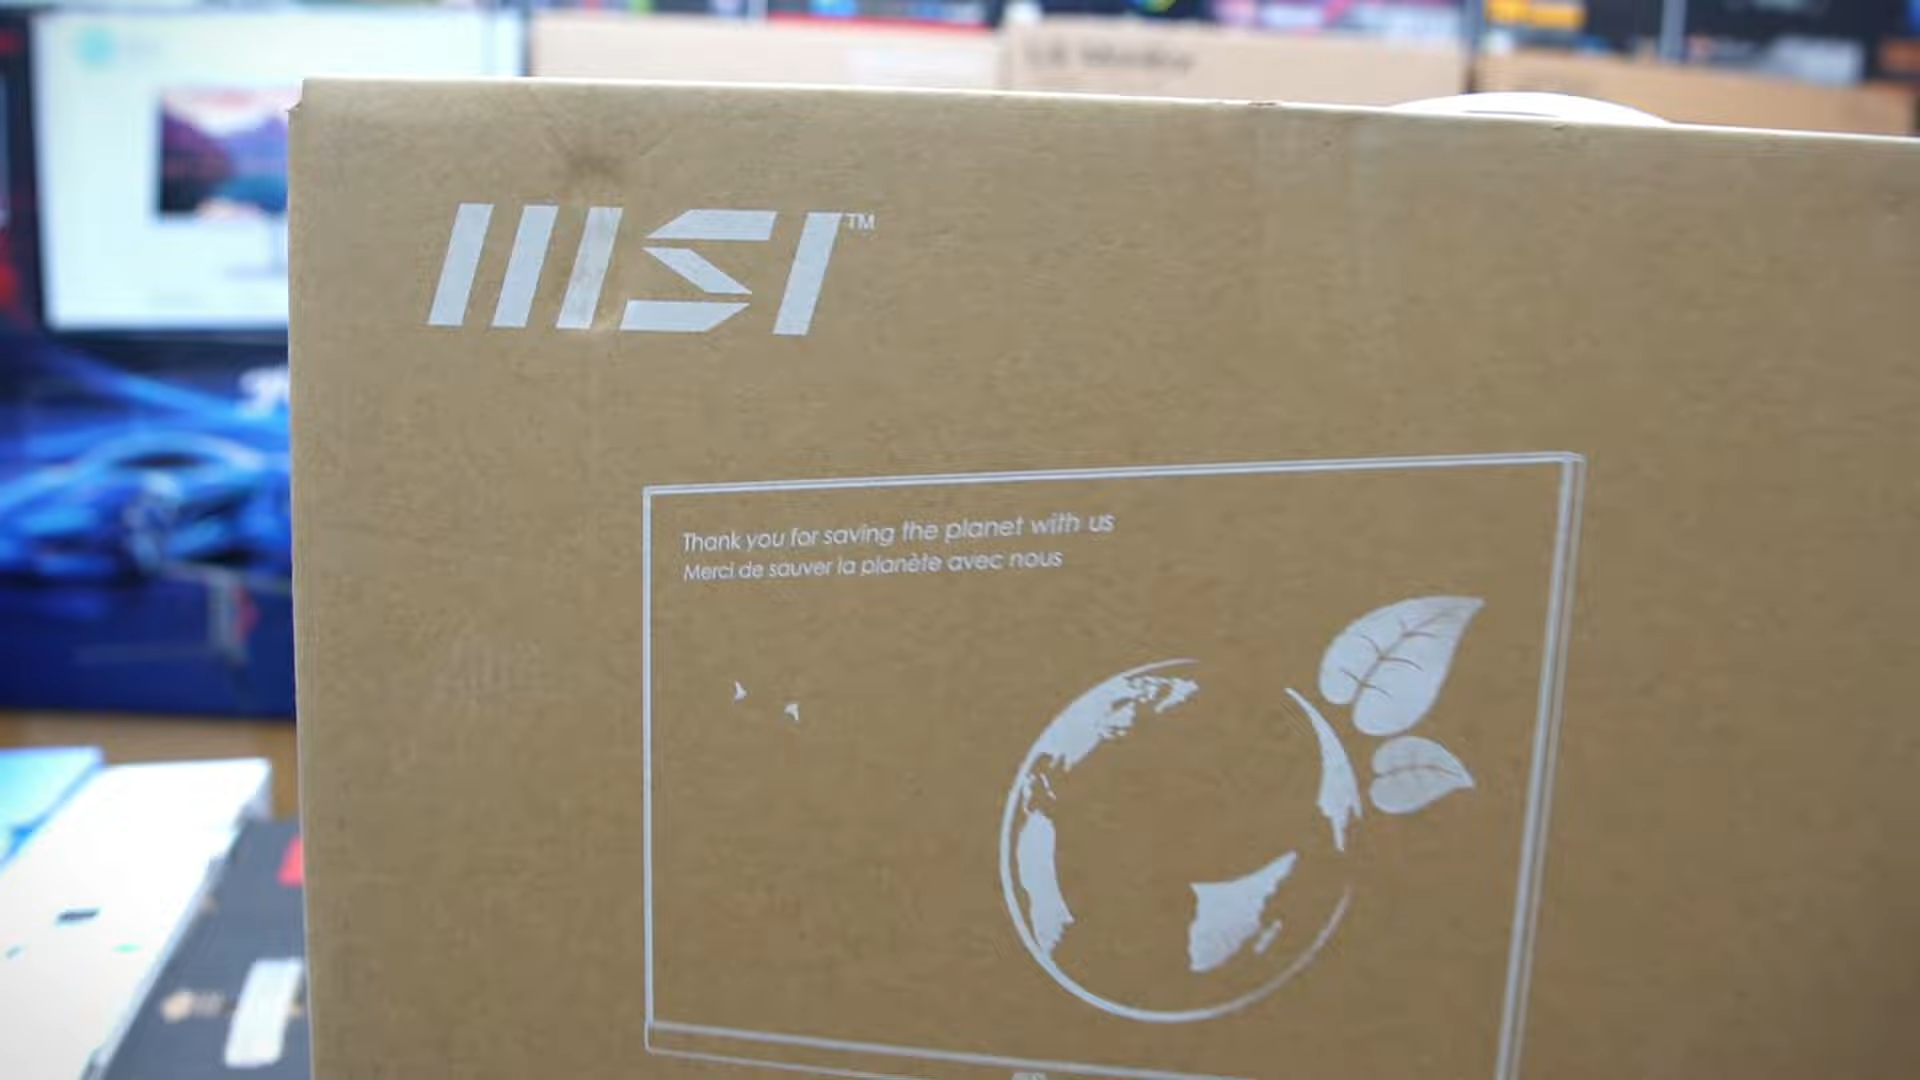 msi™
Thank you for saving the planet with us
Merci de sauver la planète avec nous